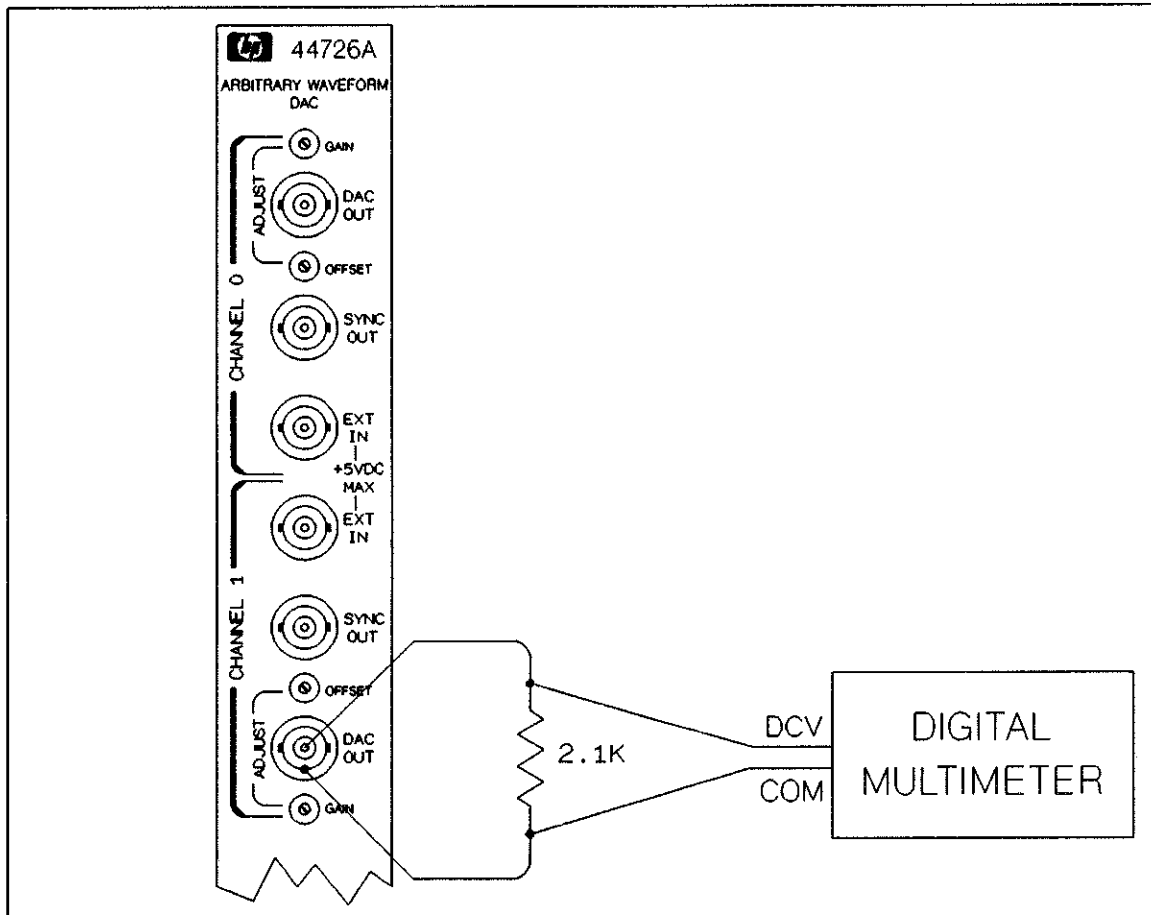 hp 44726A
ARBITRARY WAVEFORM
DAC
CHANNEL 0
ADJUST
GAIN
DAC
OUT
OFFSET
SYNC
OUT
EXT
IN
+5VDC
MAX
EXT
IN
CHANNEL 1
SYNC
OUT
ADJUST
OFFSET
DAC
OUT
GAIN
2.1K
DCV
COM
DIGITAL
MULTIMETER